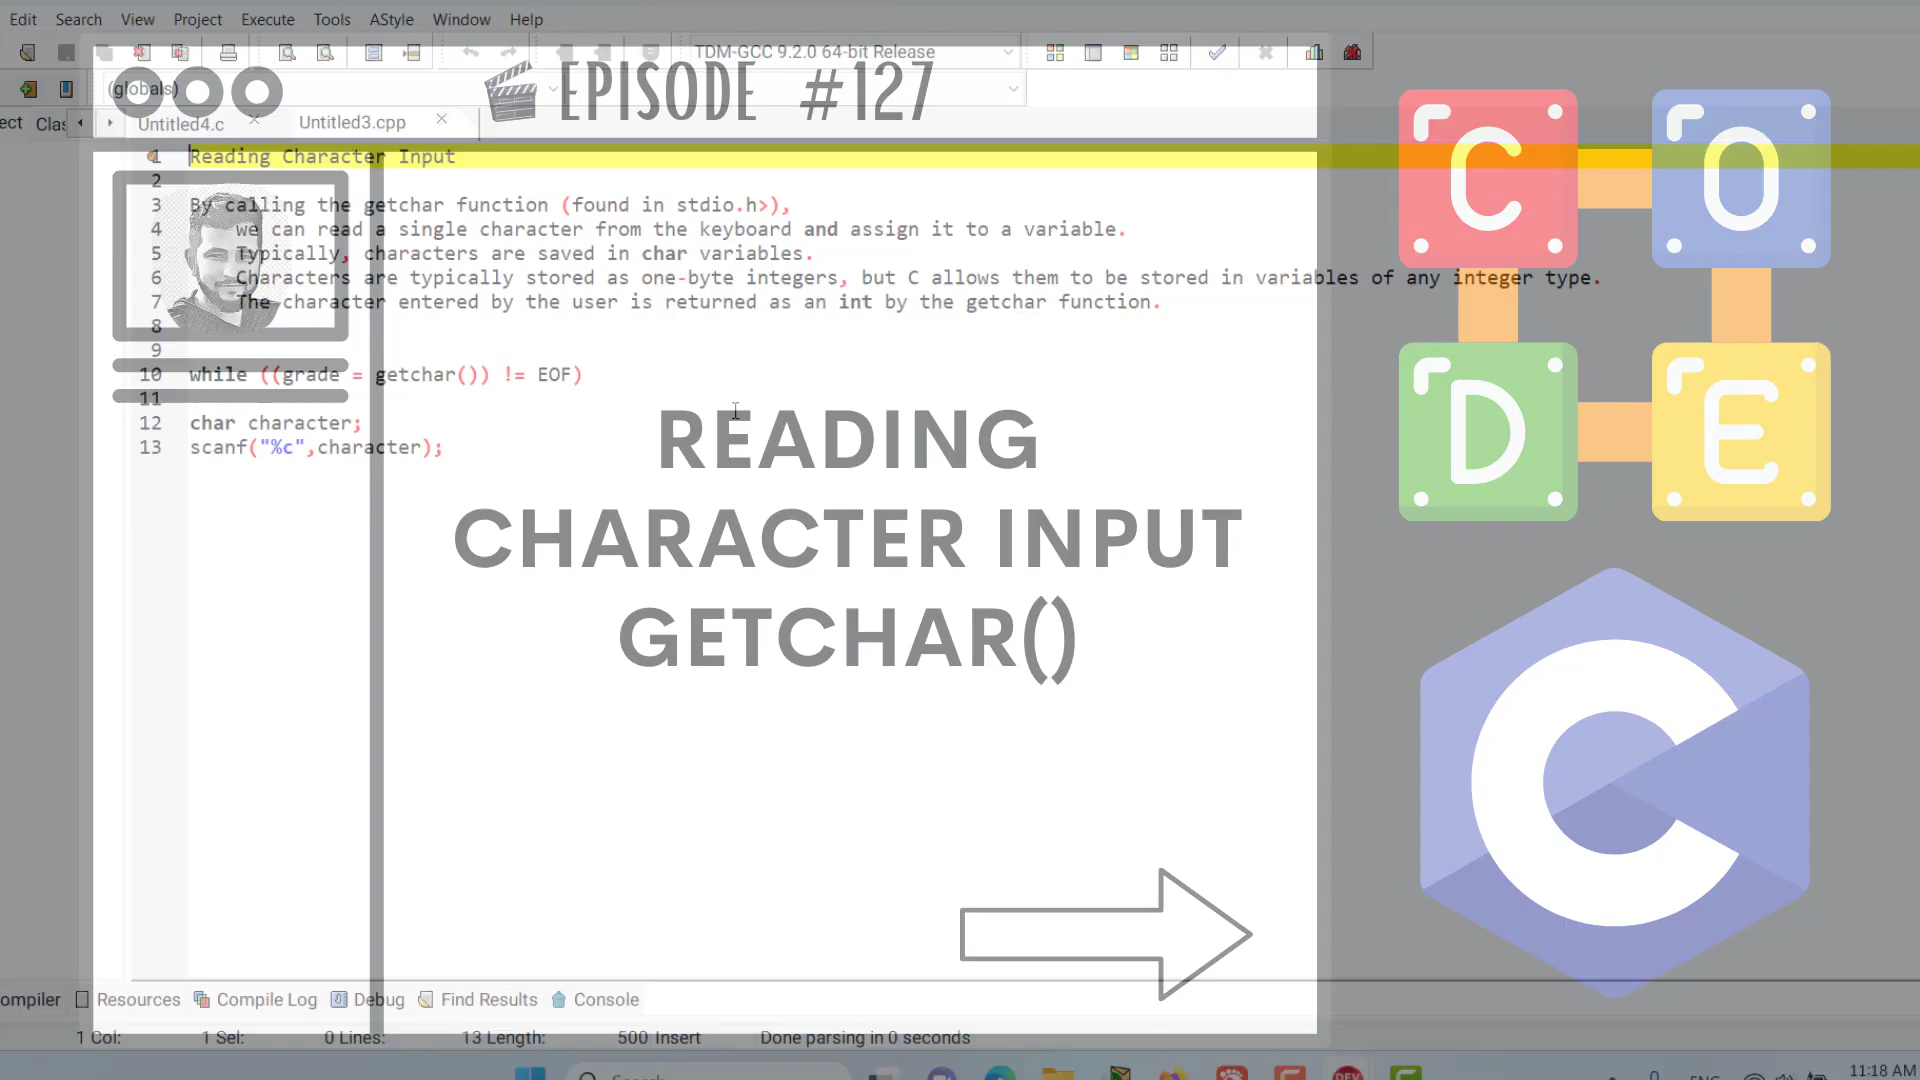 Edit Search View Project Execute Tools AStyle Window Help
TDM-GCC 9.2.0 64-bit Release
(globals)
EPISODE #127
ect Clas Untitled4.c Untitled3.cpp
1 Reading Character Input
2
3 By calling the getchar function (found in stdio.h>),
4 we can read a single character from the keyboard and assign it to a variable.
5 Typically, characters are saved in char variables.
6 Characters are typically stored as one-byte integers, but C allows them to be stored in variables of any integer type.
7 The character entered by the user is returned as an int by the getchar function.
8
9
10 while ((grade = getchar()) != EOF)
11
12 char character;
13 scanf("%c",character);
READING
CHARACTER INPUT
GETCHAR()
C O
D E
C
ompiler Resources Compile Log Debug Find Results Console
1 Col: 1 Sel: 0 Lines: 13 Length: 500 Insert Done parsing in 0 seconds
Search
DEV
ENG
11:18 AM